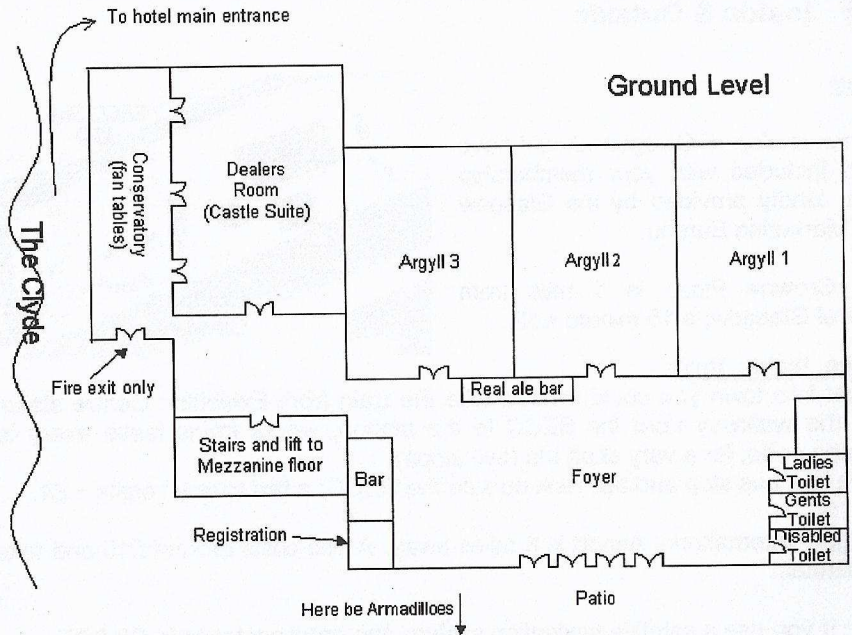 To hotel main entrance
Ground Level
Conservatory
(fan tables)
Dealers
Room
(Castle Suite)
The Clyde
Argyll 3
Argyll 2
Argyll 1
Fire exit only
Real ale bar
Stairs and lift to
Mezzanine floor
Bar
Foyer
Ladies
Toilet
Gents
Toilet
Disabled
Toilet
Registration
Here be Armadilloes
Patio